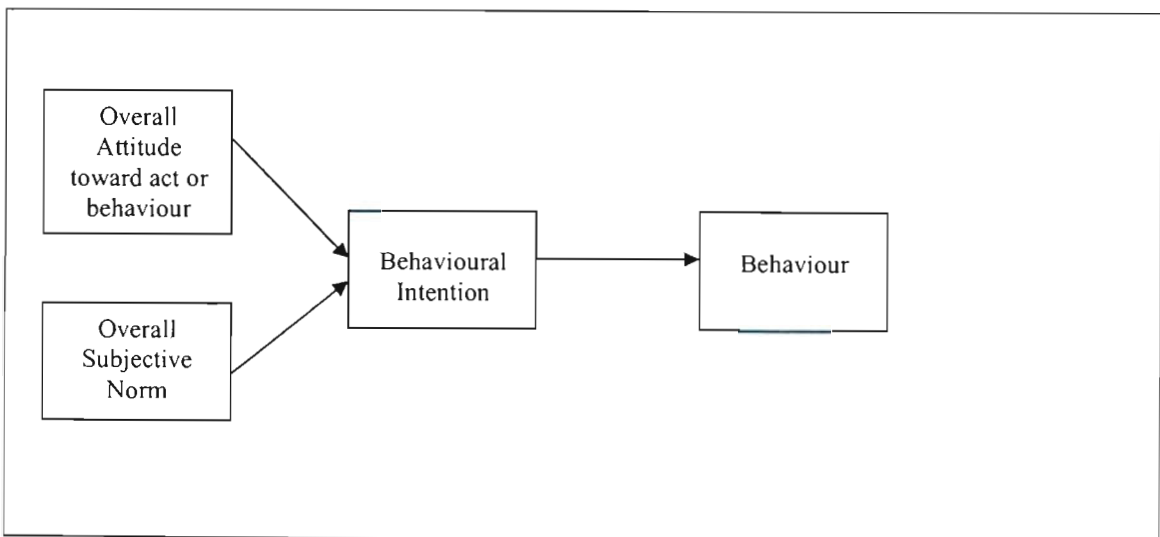 Overall
Attitude
toward act or
behaviour
Overall
Subjective
Norm
Behavioural
Intention
Behaviour